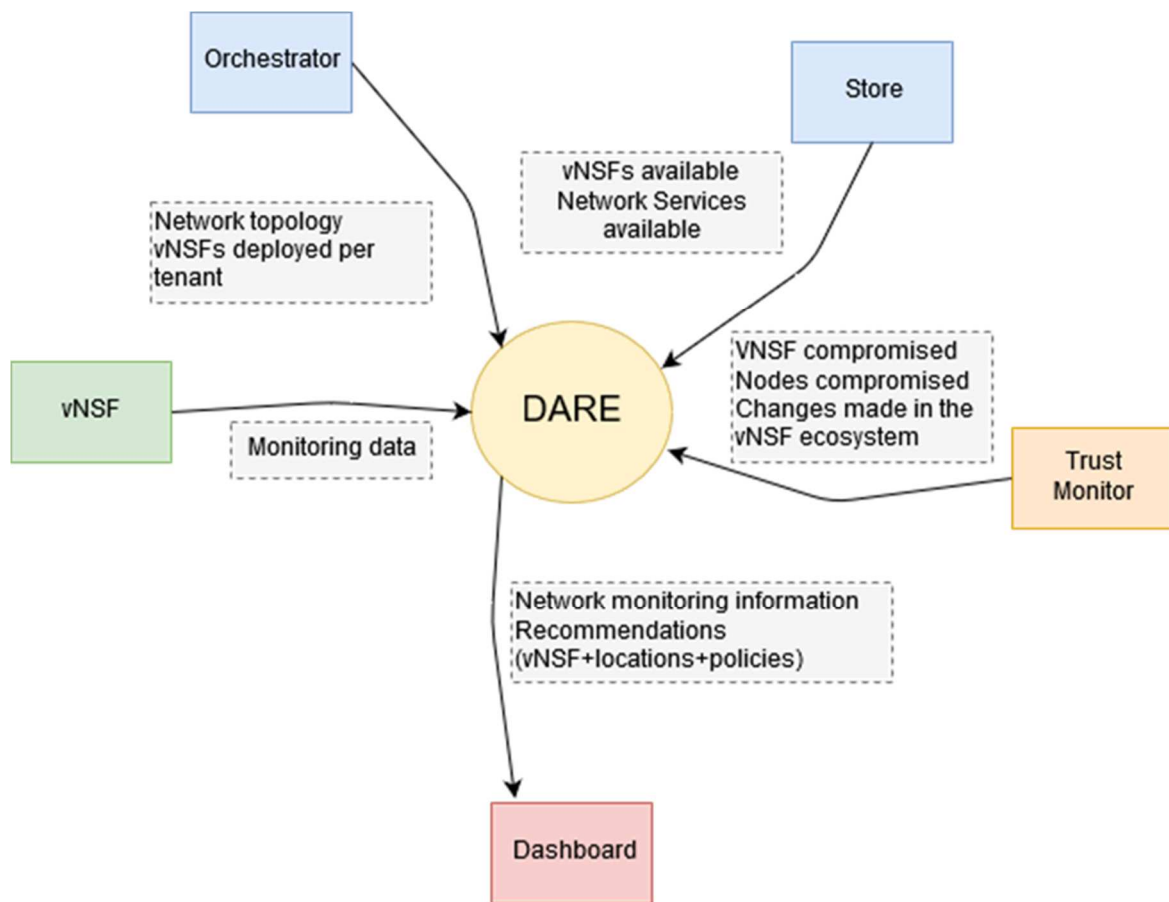 Orchestrator
Store
vNSFs available
Network Services
available
Network topology
vNSFs deployed per
tenant
VNSF compromised
Nodes compromised
Changes made in the
vNSF ecosystem
vNSF
DARE
Monitoring data
Trust
Monitor
Network monitoring information
Recommendations
(vNSF+locations+policies)
Dashboard